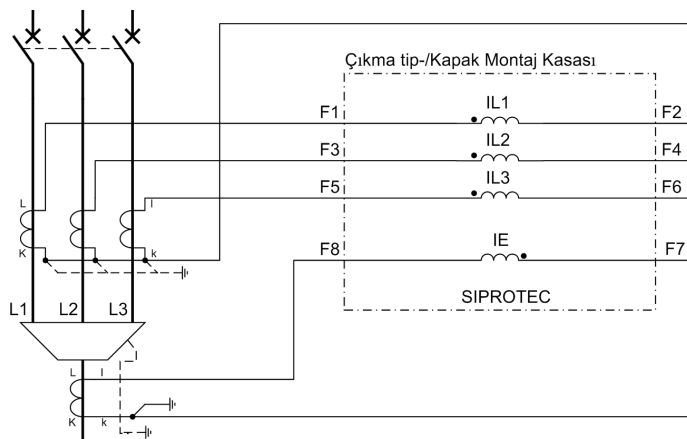 Çıkma tip-/Kapak Montaj Kasası
F1 IL1 F2
F3 IL2 F4
F5 IL3 F6
L l
K k
F8 IE F7
L1 L2 L3
SIPROTEC
L l
K k